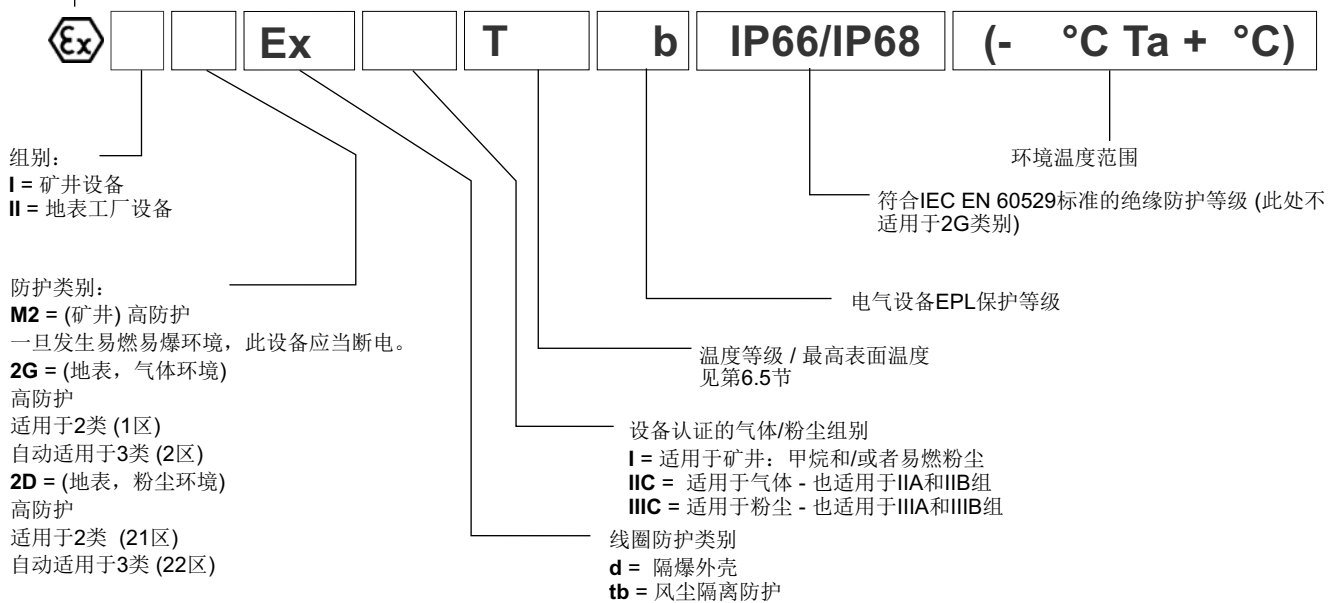 Ex Ex T b IP66/IP68 (- °C Ta + °C)
组别：
I = 矿井设备
II = 地表工厂设备
环境温度范围
符合IEC EN 60529标准的绝缘防护等级 (此处不
适用于2G类别)
防护类别：
M2 = (矿井) 高防护
一旦发生易燃易爆环境，此设备应当断电。
2G = (地表，气体环境)
高防护
适用于2类 (1区)
自动适用于3类 (2区)
2D = (地表，粉尘环境)
高防护
适用于2类 (21区)
自动适用于3类 (22区)
电气设备EPL保护等级
温度等级 / 最高表面温度
见第6.5节
设备认证的气体/粉尘组别
I = 适用于矿井：甲烷和/或者易燃粉尘
IIC = 适用于气体 - 也适用于IIA和IIB组
IIIC = 适用于粉尘 - 也适用于IIIA和IIIB组
线圈防护类别
d = 隔爆外壳
tb = 风尘隔离防护